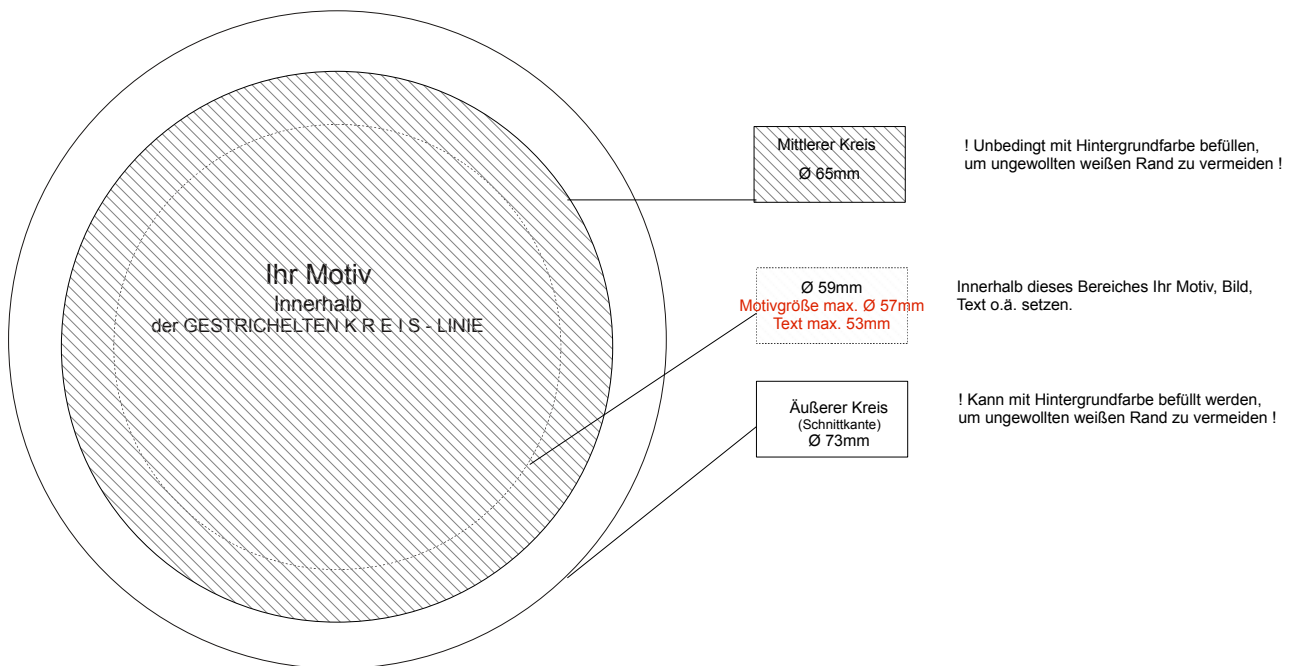 Ihr Motiv
Innerhalb
der GESTRICHELTEN K R E I S - LINIE
Mittlerer Kreis
Ø 65mm
! Unbedingt mit Hintergrundfarbe befüllen,
um ungewollten weißen Rand zu vermeiden !
Ø 59mm
Motivgröße max. Ø 57mm
Text max. 53mm
Innerhalb dieses Bereiches Ihr Motiv, Bild,
Text o.ä. setzen.
Äußerer Kreis
(Schnittkante)
Ø 73mm
! Kann mit Hintergrundfarbe befüllt werden,
um ungewollten weißen Rand zu vermeiden !